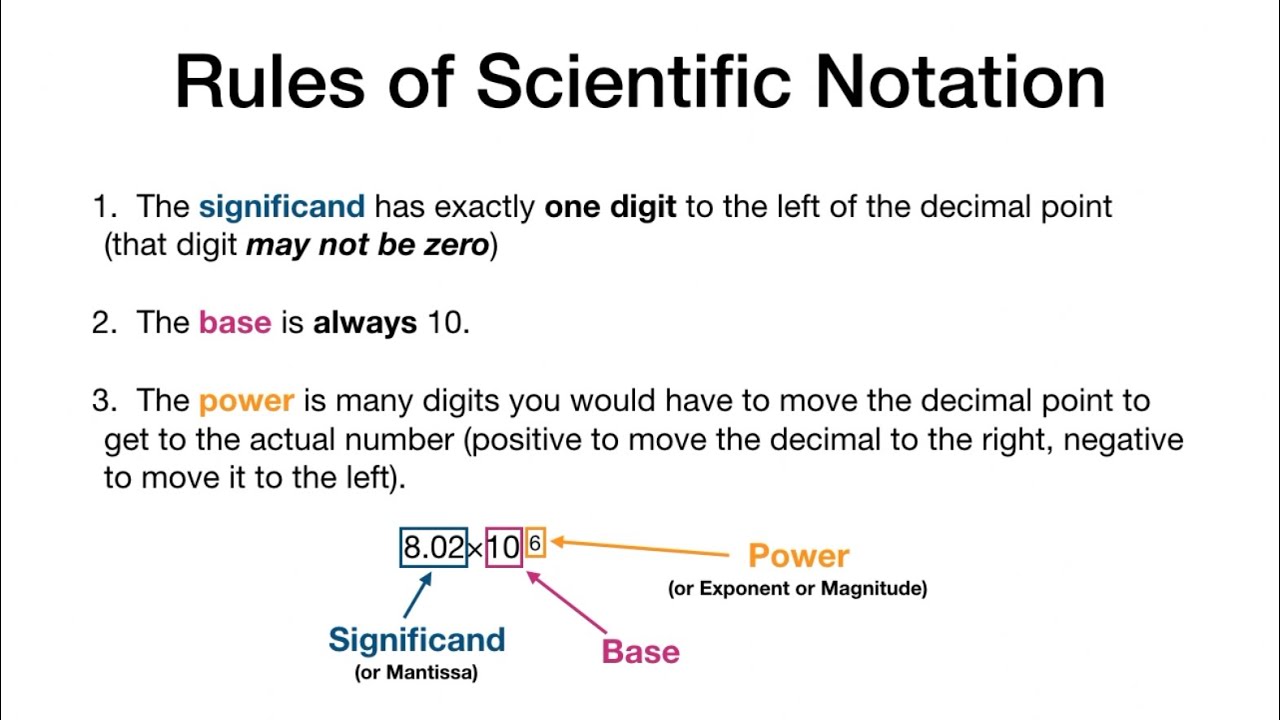 Rules of Scientific Notation
1. The significand has exactly one digit to the left of the decimal point
(that digit may not be zero)
2. The base is always 10.
3. The power is many digits you would have to move the decimal point to
get to the actual number (positive to move the decimal to the right, negative
to move it to the left).
8.02×10⁶
Power
(or Exponent or Magnitude)
Significand
(or Mantissa)
Base